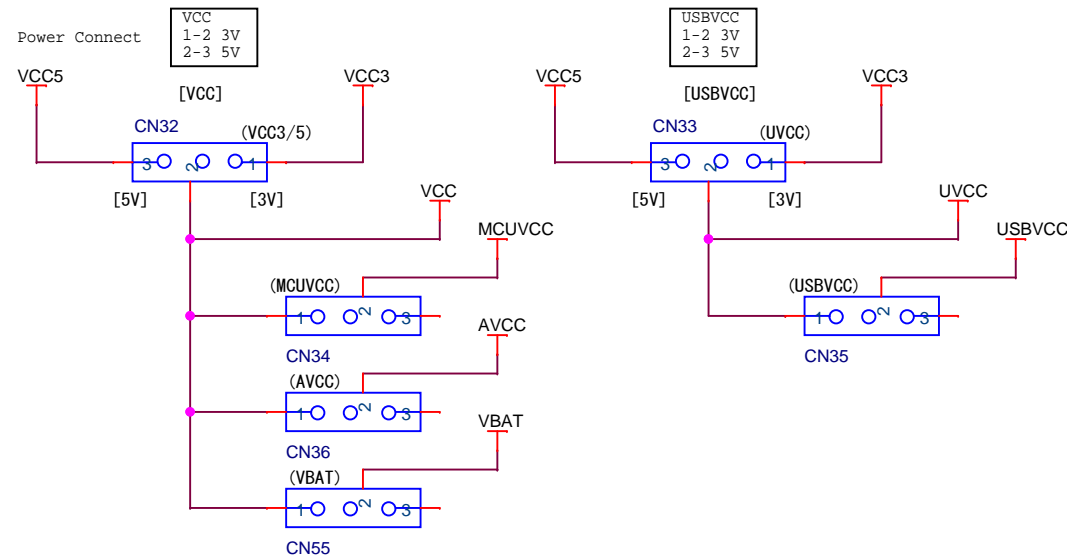 Power Connect
VCC
1-2 3V
2-3 5V
USBVCC
1-2 3V
2-3 5V
VCC5
[VCC]
VCC3
CN32
(VCC3/5)
3 2 1
[5V]
[3V]
VCC
MCUVCC
(MCUVCC)
1 2 3
CN34
AVCC
(AVCC)
1 2 3
CN36
VBAT
(VBAT)
1 2 3
CN55
VCC5
[USBVCC]
VCC3
CN33
(UVCC)
3 2 1
[5V]
[3V]
UVCC
USBVCC
(USBVCC)
1 2 3
CN35